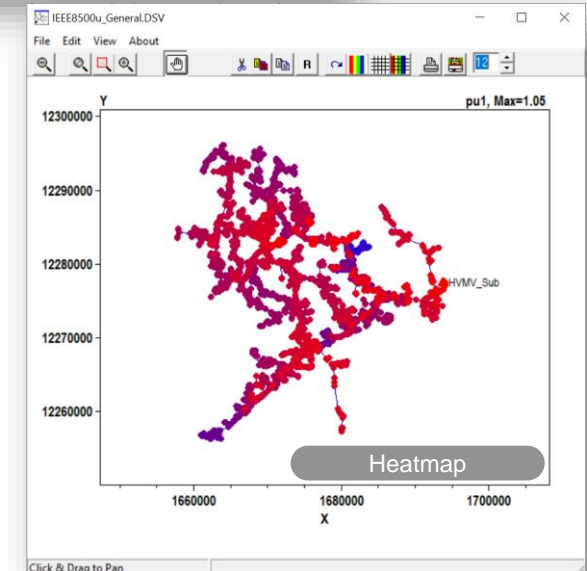 IEEE8500u_General.DSV
File Edit View About
R
12
Y
pu1, Max=1.05
12300000
12290000
12280000
HVMV_Sub
12270000
12260000
Heatmap
1660000 1680000 1700000
X
Click & Drag to Pan